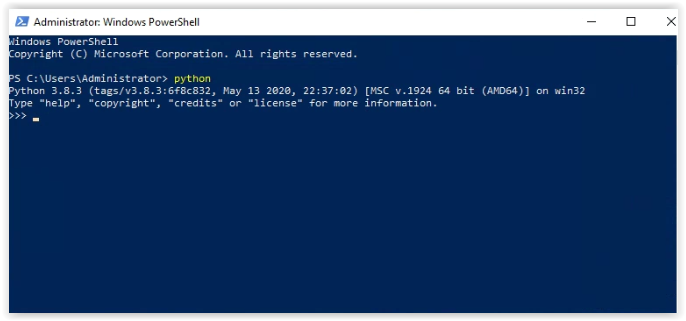 Administrator: Windows PowerShell
Windows PowerShell
Copyright (C) Microsoft Corporation. All rights reserved.
PS C:\Users\Administrator> python
Python 3.8.3 (tags/v3.8.3:6f8c832, May 13 2020, 22:37:02) [MSC v.1924 64 bit (AMD64)] on win32
Type "help", "copyright", "credits" or "license" for more information.
>>>